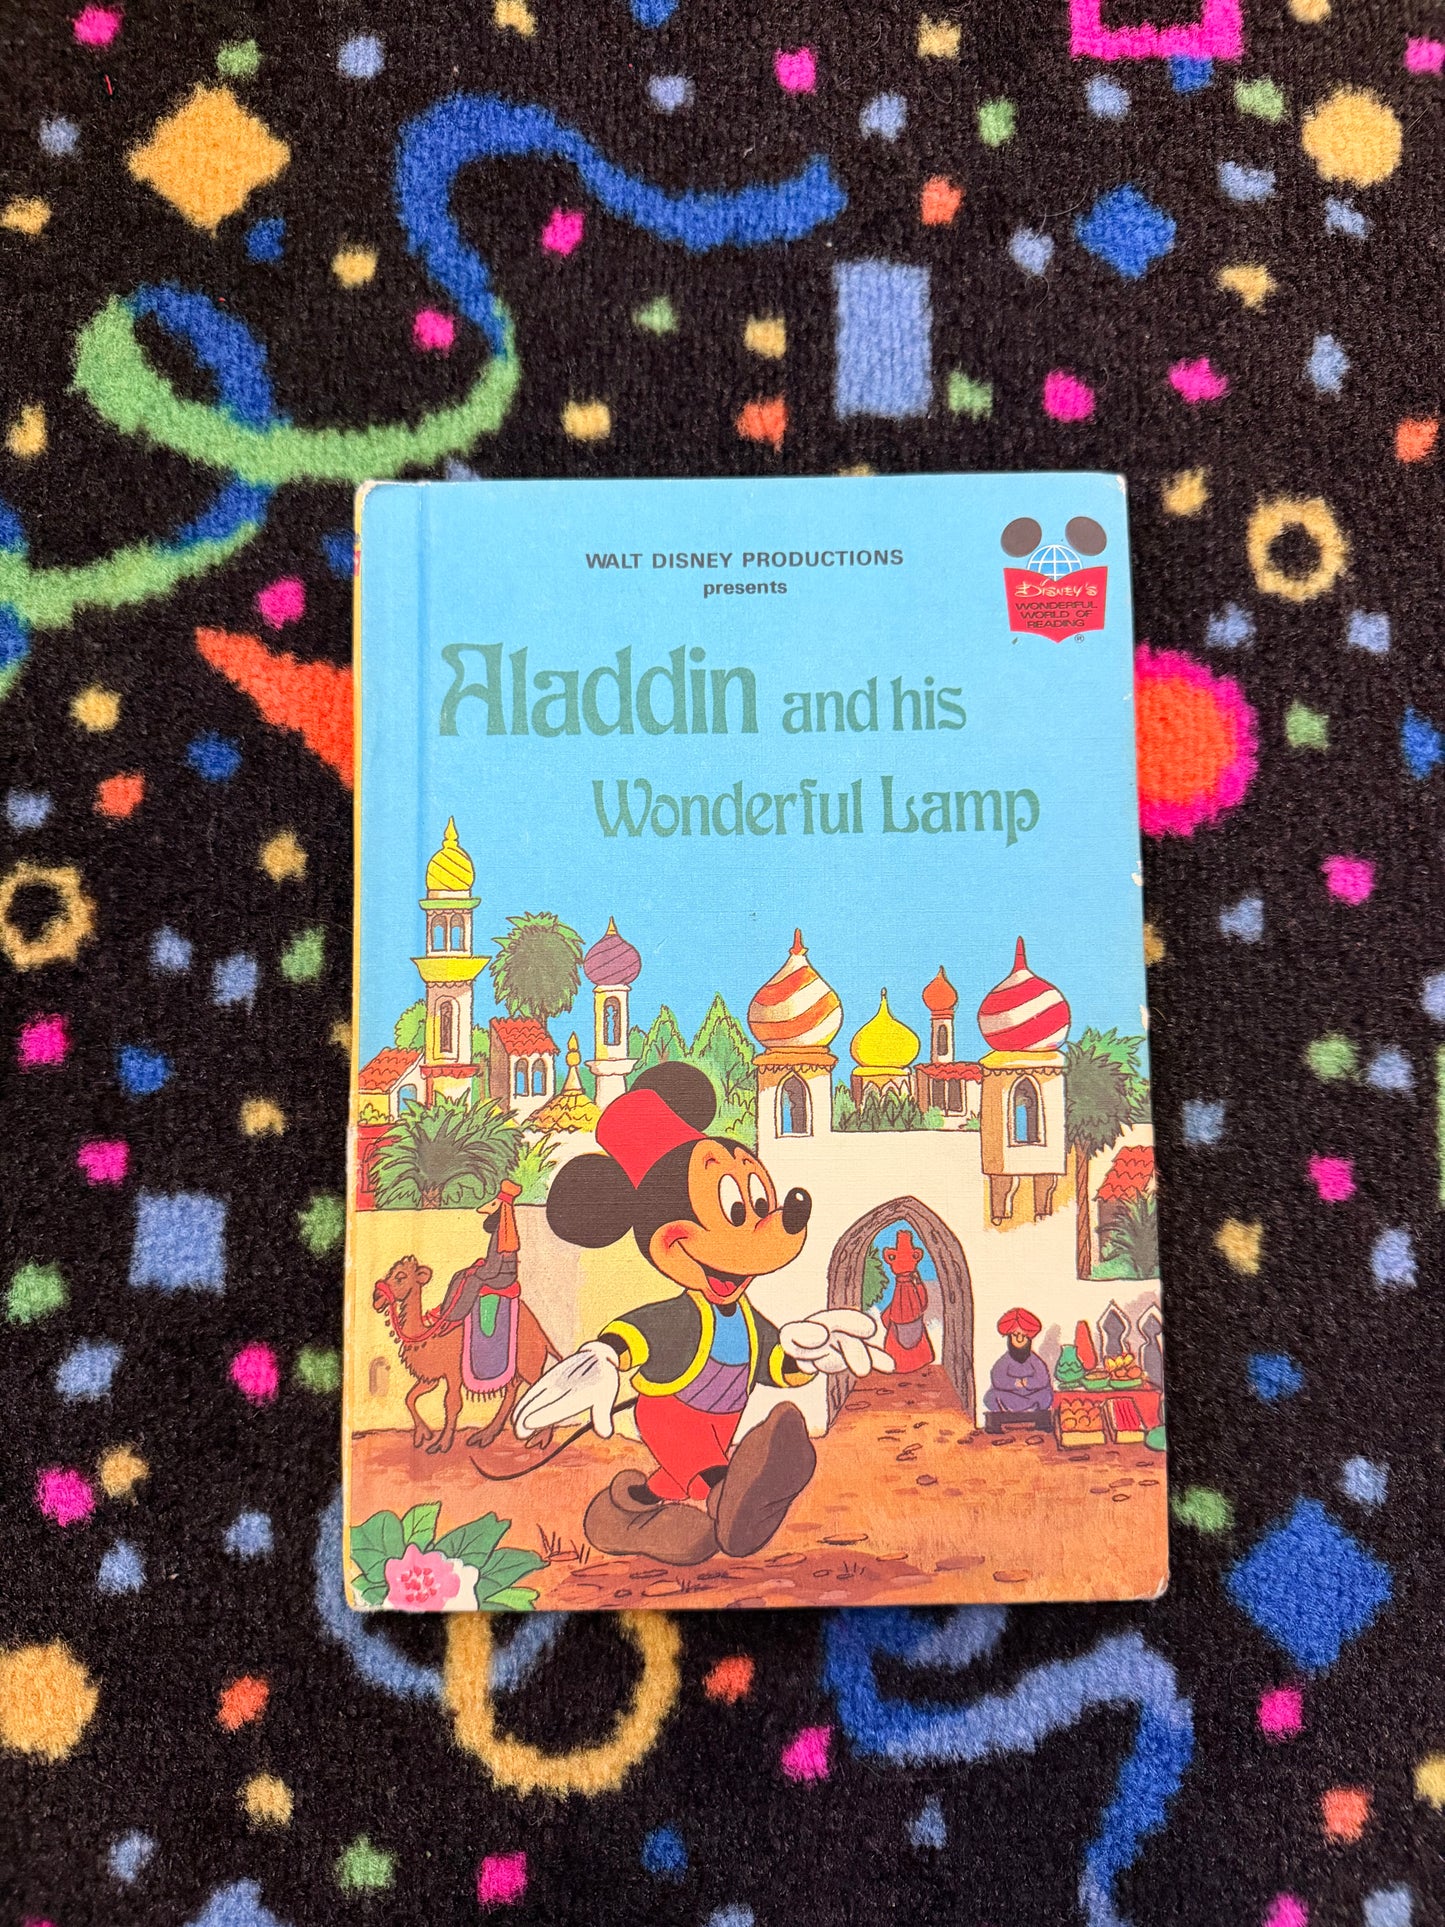 WALT DISNEY PRODUCTIONS
presents
Disney's
WONDERFUL
WORLD OF
READING
®
Aladdin and his
Wonderful Lamp